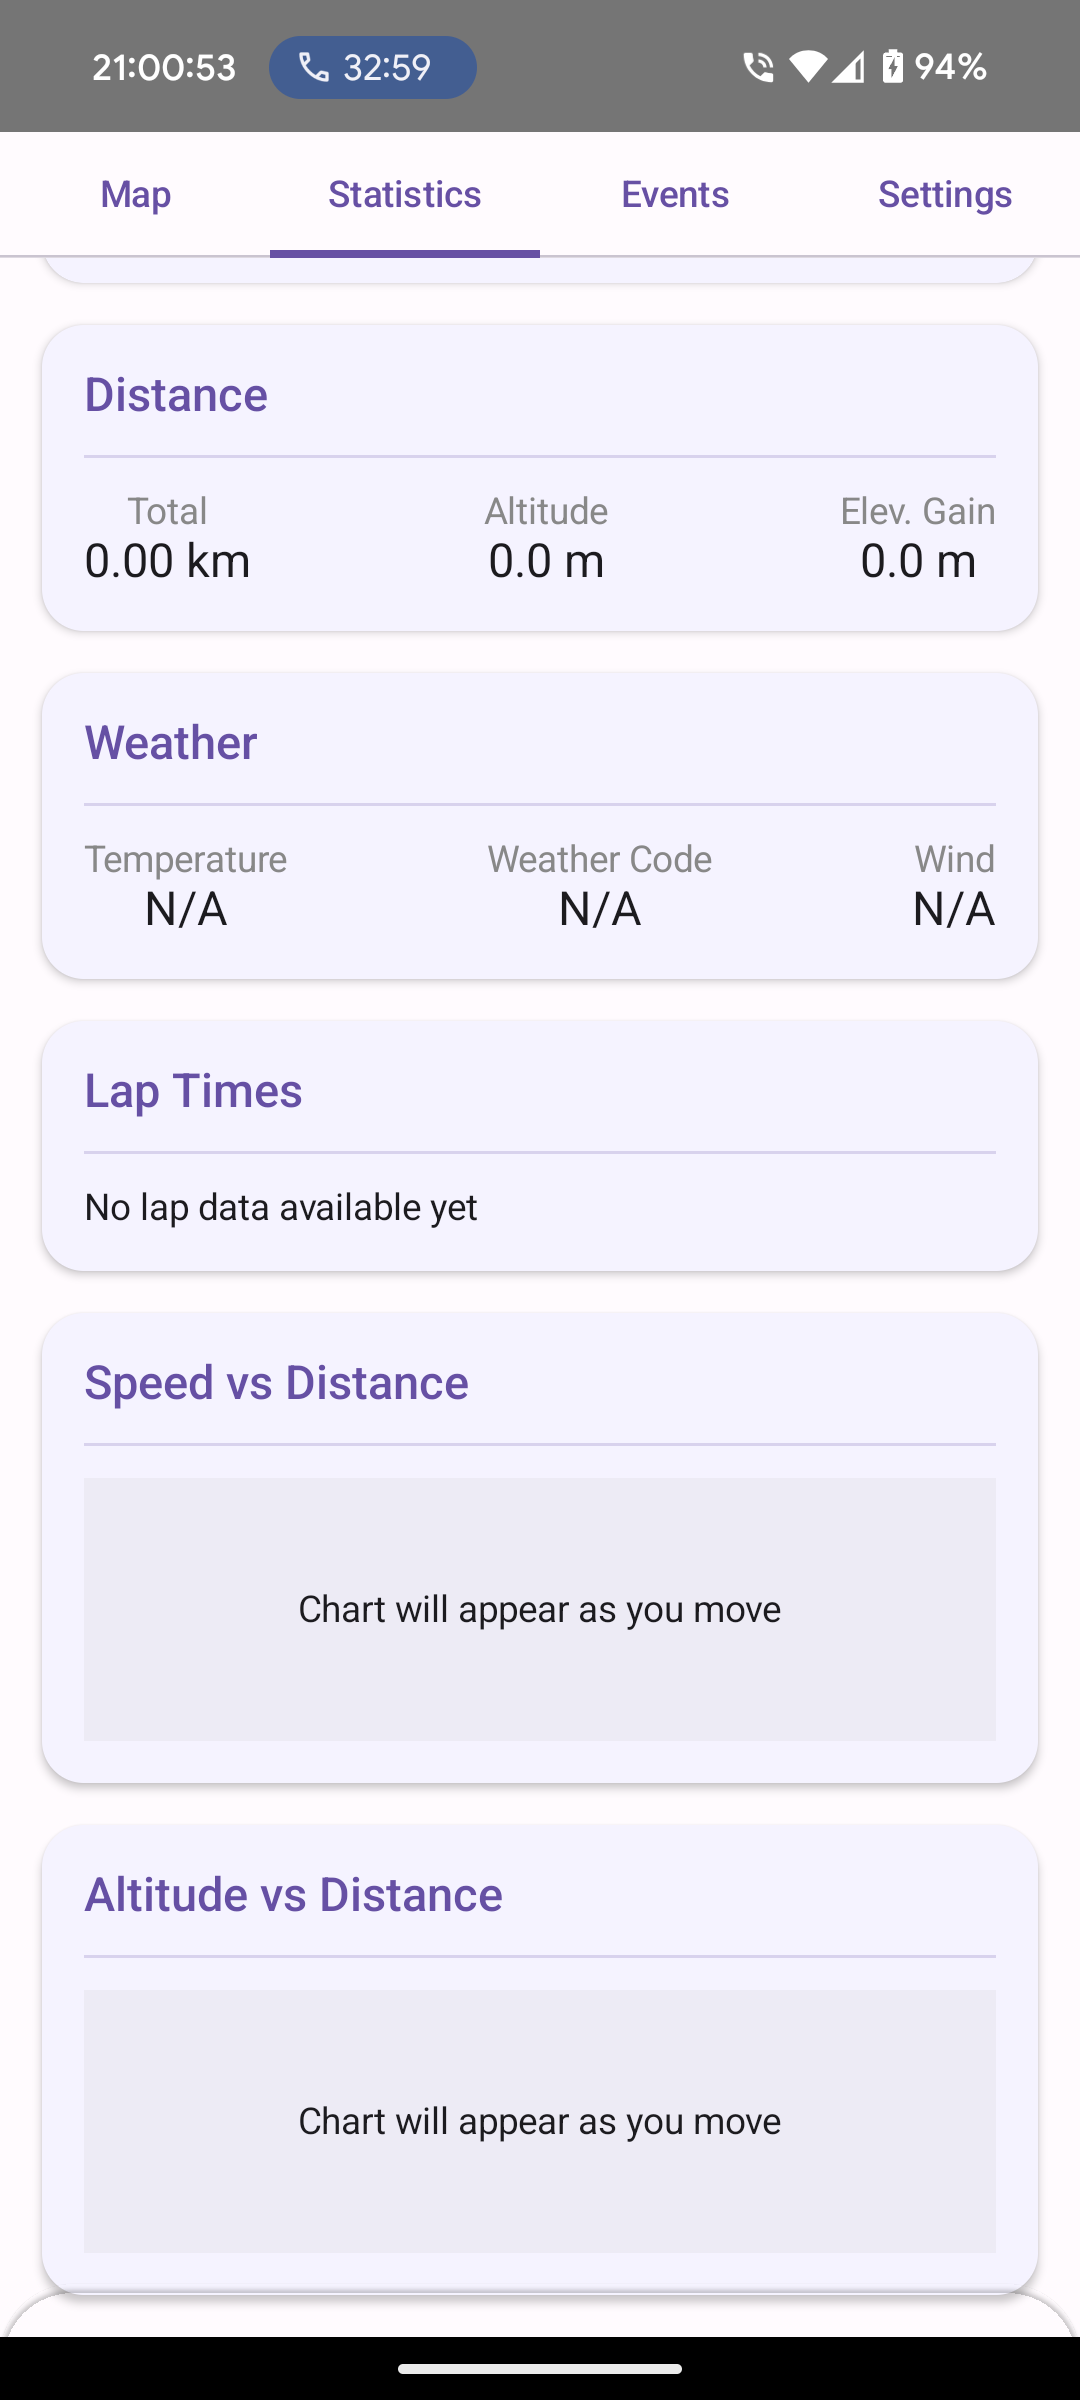 21:00:53 32:59 94%
Map Statistics Events Settings
Distance
Total Altitude Elev. Gain
0.00 km 0.0 m 0.0 m
Weather
Temperature Weather Code Wind
N/A N/A N/A
Lap Times
No lap data available yet
Speed vs Distance
Chart will appear as you move
Altitude vs Distance
Chart will appear as you move